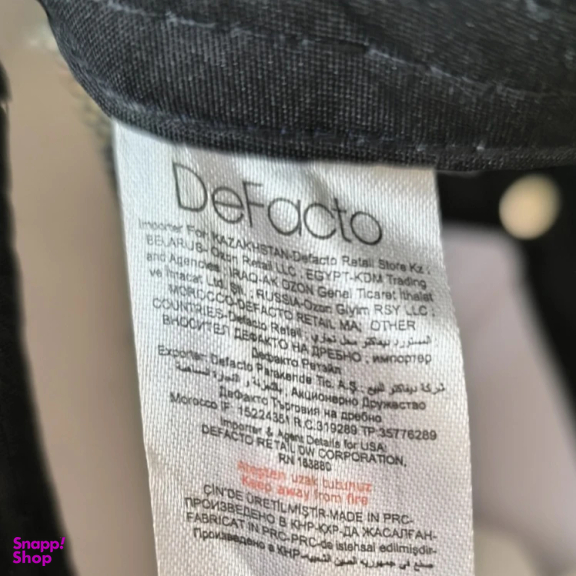 DeFacto
Importer For KAZAKHSTAN-Defacto Retail Store Kz ;
BELARUS- Ozon Retail LLC , EGYPT-KDM Trading
and Agencies , IRAQ-AK OZON Genel Ticaret Ithalat
ve İhracat Ltd. Şti. , RUSSIA-Ozon Giyim RSY LLC ;
MOROCCO-DEFACTO RETAIL MA; OTHER
COUNTRIES-Defacto Retail ,
ВНОСИТЕЛ ДЕФАКТО НА ДРЕБНО , импортер
Дефакто Ритейл
Exporter: Defacto Parakende Tic. A.Ş.
Акционерно Дружество
ДеФакто Търговия на дребно
Morocco IF: 15224351 R.C.319289 TP:35776289
Importer & Agent Details for USA:
DEFACTO RETAIL DW CORPORATION,
RN 163880
Ateşten uzak tutunuz
Keep away from fire
ÇİN'DE ÜRETİLMİŞTİR-MADE IN PRC-
ПРОИЗВЕДЕНО В КНР-ҚХР-ДА ЖАСАЛҒАН-
FABRICAT IN PRC-PRC-de istehsal edilmişdir-
Произведено в КНР-
Snapp!
Shop